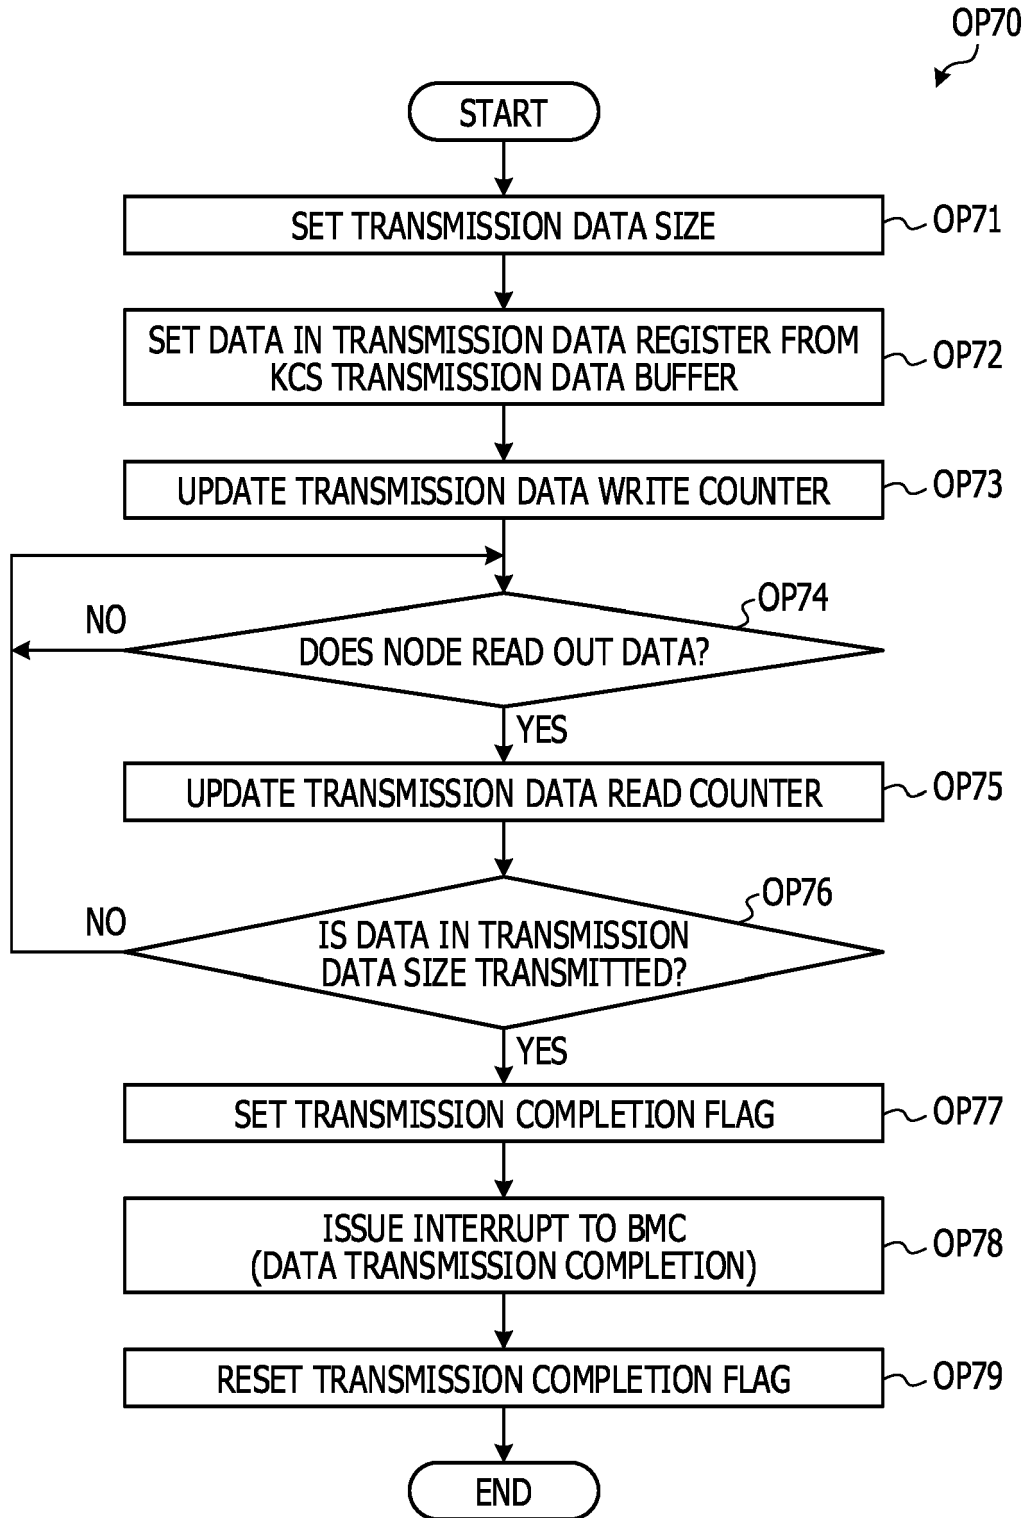 OP70
START
SET TRANSMISSION DATA SIZE
OP71
SET DATA IN TRANSMISSION DATA REGISTER FROM
KCS TRANSMISSION DATA BUFFER
OP72
UPDATE TRANSMISSION DATA WRITE COUNTER
OP73
OP74
NO
DOES NODE READ OUT DATA?
YES
UPDATE TRANSMISSION DATA READ COUNTER
OP75
OP76
NO
IS DATA IN TRANSMISSION
DATA SIZE TRANSMITTED?
YES
SET TRANSMISSION COMPLETION FLAG
OP77
ISSUE INTERRUPT TO BMC
(DATA TRANSMISSION COMPLETION)
OP78
RESET TRANSMISSION COMPLETION FLAG
OP79
END